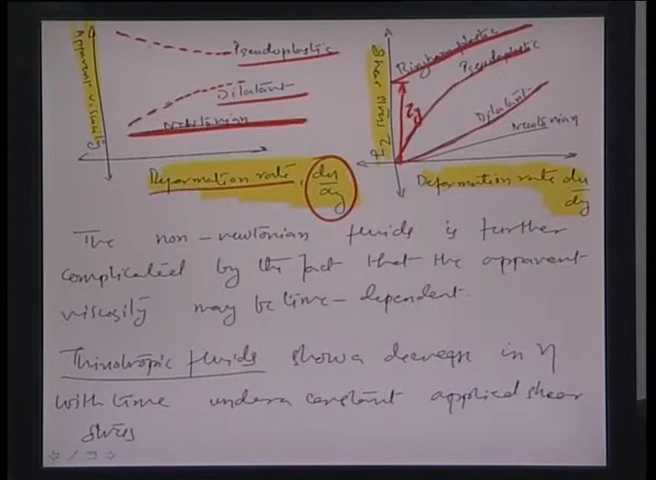 Apparent viscosity
Pseudoplastic
Dilatant
Newtonian
Deformation rate, du/dy
Shear stress τ
Bingham plastic
Pseudoplastic
τy
Dilatant
Newtonian
Deformation rate du/dy
The non-newtonian fluids is further
complicated by the fact that the apparent
viscosity may be time-dependent.
Thixotropic fluids show a decrease in η
with time under a constant applied shear
stress